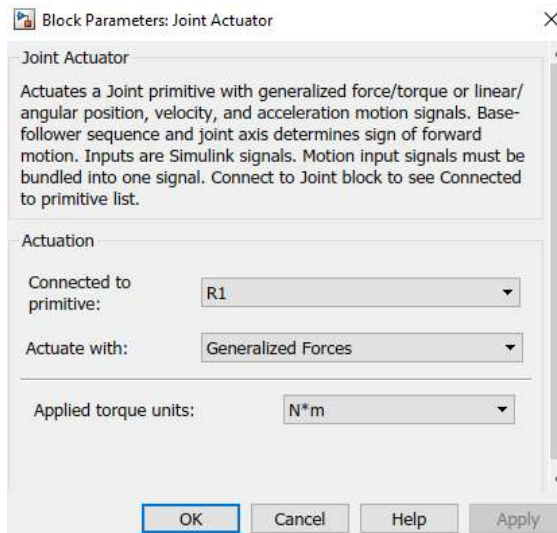 Block Parameters: Joint Actuator
Joint Actuator
Actuates a Joint primitive with generalized force/torque or linear/
angular position, velocity, and acceleration motion signals. Base-
follower sequence and joint axis determines sign of forward
motion. Inputs are Simulink signals. Motion input signals must be
bundled into one signal. Connect to Joint block to see Connected
to primitive list.
Actuation
Connected to
primitive:
R1
Actuate with:
Generalized Forces
Applied torque units:
N*m
OK
Cancel
Help
Apply